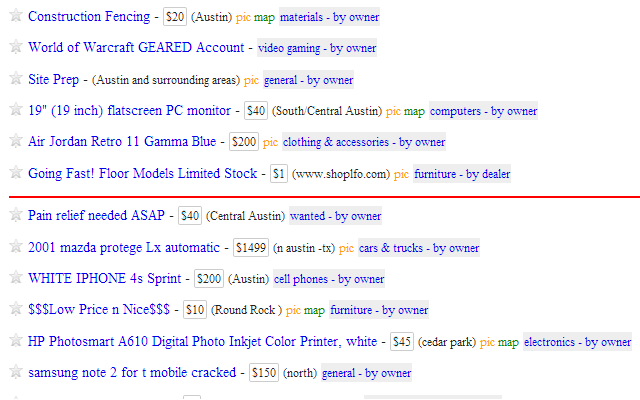 Construction Fencing - $20 (Austin) pic map materials - by owner
World of Warcraft GEARED Account - video gaming - by owner
Site Prep - (Austin and surrounding areas) pic general - by owner
19" (19 inch) flatscreen PC monitor - $40 (South/Central Austin) pic map computers - by owner
Air Jordan Retro 11 Gamma Blue - $200 pic clothing & accessories - by owner
Going Fast! Floor Models Limited Stock - $1 (www.shoplfo.com) pic furniture - by dealer
Pain relief needed ASAP - $40 (Central Austin) wanted - by owner
2001 mazda protege Lx automatic - $1499 (n austin -tx) pic cars & trucks - by owner
WHITE IPHONE 4s Sprint - $200 (Austin) cell phones - by owner
$$$Low Price n Nice$$$ - $10 (Round Rock ) pic map furniture - by owner
HP Photosmart A610 Digital Photo Inkjet Color Printer, white - $45 (cedar park) pic map electronics - by owner
samsung note 2 for t mobile cracked - $150 (north) general - by owner